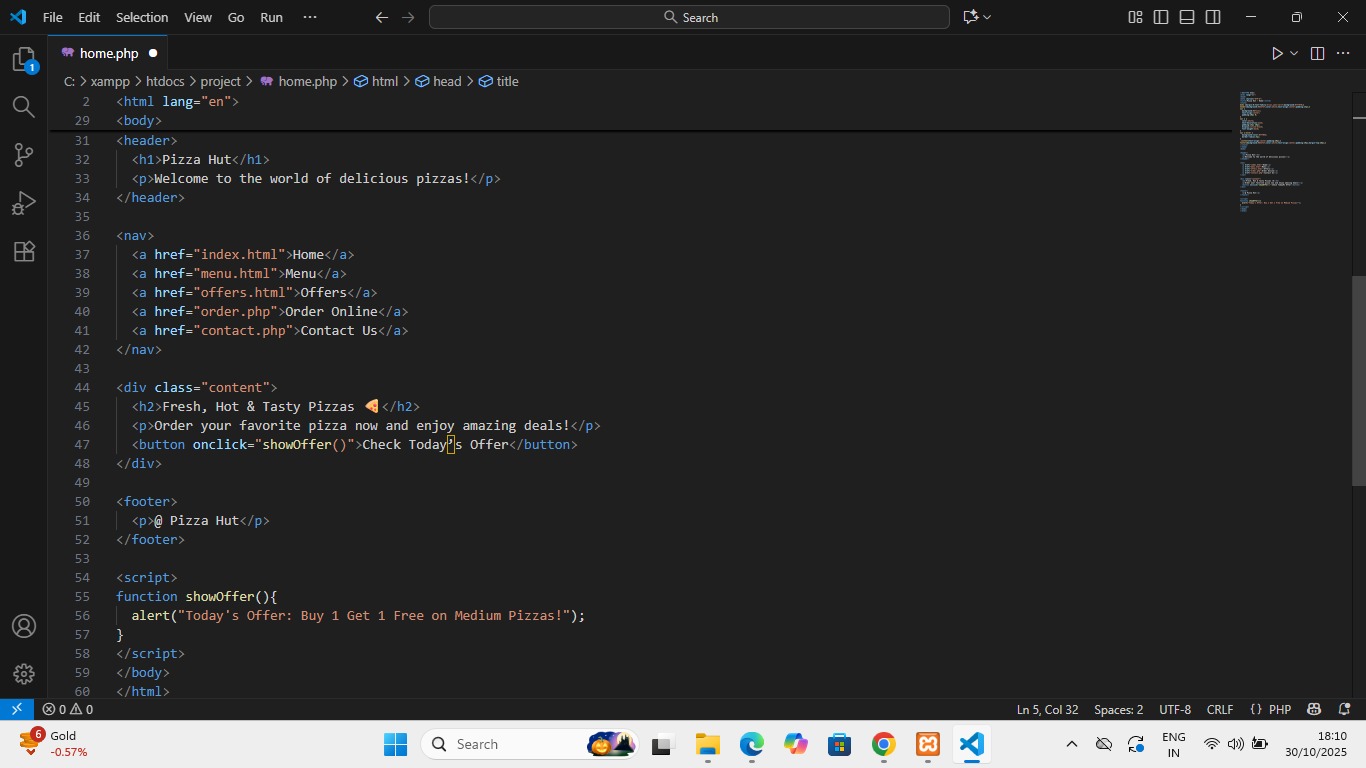 File Edit Selection View Go Run ··· Search
home.php
1
C: > xampp > htdocs > project > home.php > html > head > title
2 <html lang="en">
29 <body>
31 <header>
32 <h1>Pizza Hut</h1>
33 <p>Welcome to the world of delicious pizzas!</p>
34 </header>
35
36 <nav>
37 <a href="index.html">Home</a>
38 <a href="menu.html">Menu</a>
39 <a href="offers.html">Offers</a>
40 <a href="order.php">Order Online</a>
41 <a href="contact.php">Contact Us</a>
42 </nav>
43
44 <div class="content">
45 <h2>Fresh, Hot & Tasty Pizzas 🍕</h2>
46 <p>Order your favorite pizza now and enjoy amazing deals!</p>
47 <button onclick="showOffer()">Check Today’s Offer</button>
48 </div>
49
50 <footer>
51 <p>@ Pizza Hut</p>
52 </footer>
53
54 <script>
55 function showOffer(){
56 alert("Today's Offer: Buy 1 Get 1 Free on Medium Pizzas!");
57 }
58 </script>
59 </body>
60 </html>
0 0 Ln 5, Col 32 Spaces: 2 UTF-8 CRLF {} PHP
6 Gold
-0.57%
Search
ENG
IN
18:10
30/10/2025